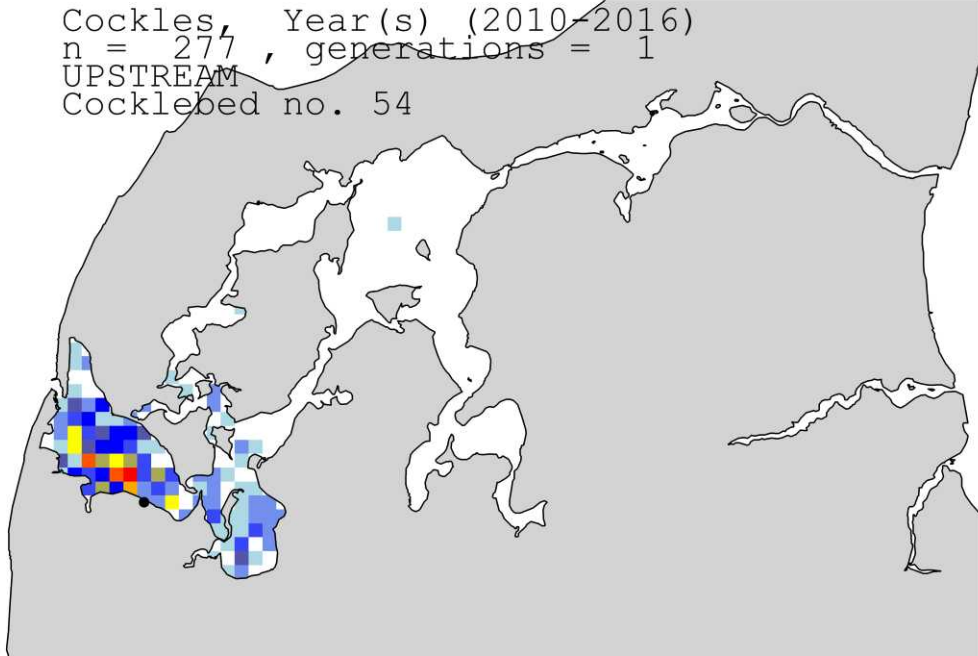 Cockles, Year(s) (2010-2016)
n = 277 , generations = 1
UPSTREAM
Cocklebed no. 54